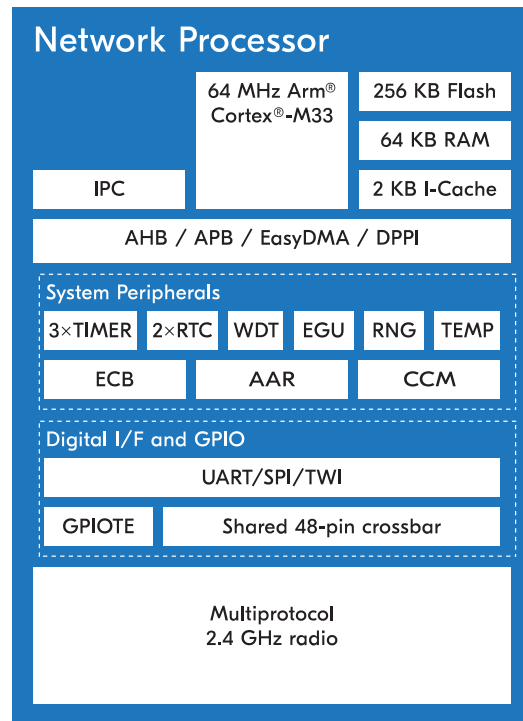 Network Processor
64 MHz Arm®
Cortex®-M33
256 KB Flash
64 KB RAM
IPC
2 KB I-Cache
AHB / APB / EasyDMA / DPPI
System Peripherals
3×TIMER
2×RTC
WDT
EGU
RNG
TEMP
ECB
AAR
CCM
Digital I/F and GPIO
UART/SPI/TWI
GPIOTE
Shared 48-pin crossbar
Multiprotocol
2.4 GHz radio